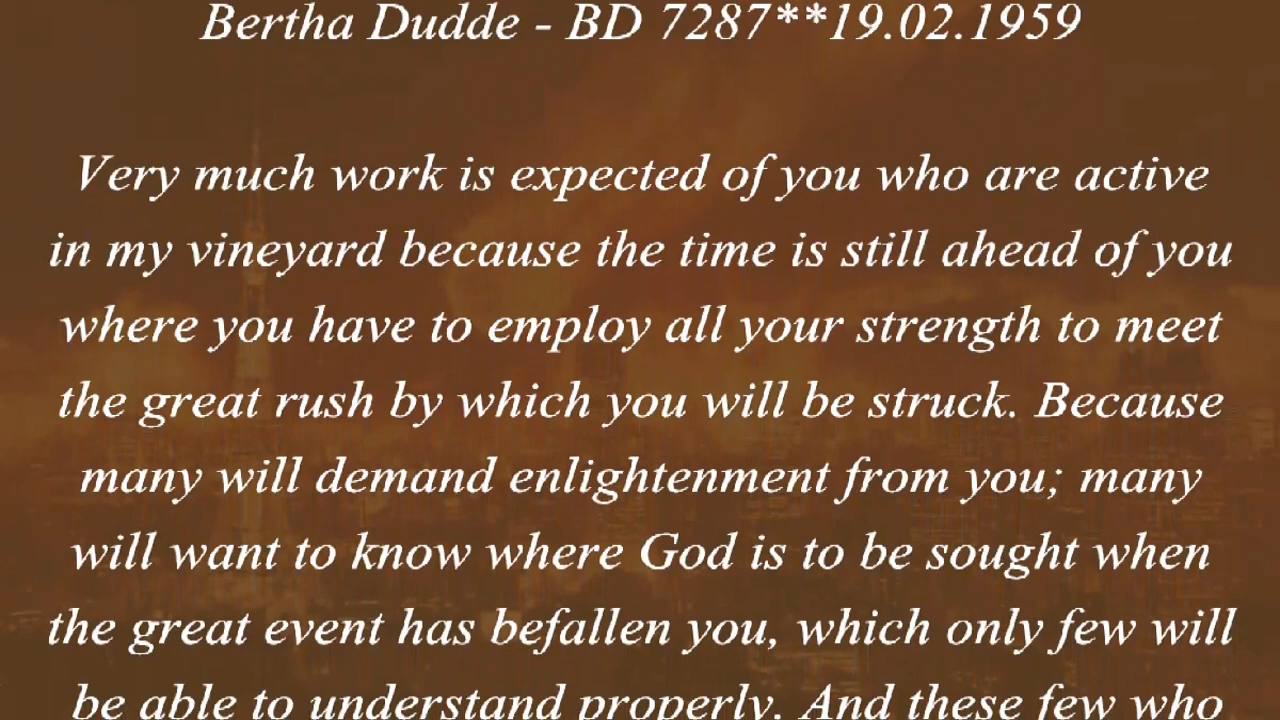 Bertha Dudde - BD 7287**19.02.1959
Very much work is expected of you who are active
in my vineyard because the time is still ahead of you
where you have to employ all your strength to meet
the great rush by which you will be struck. Because
many will demand enlightenment from you; many
will want to know where God is to be sought when
the great event has befallen you, which only few will
be able to understand properly. And these few who